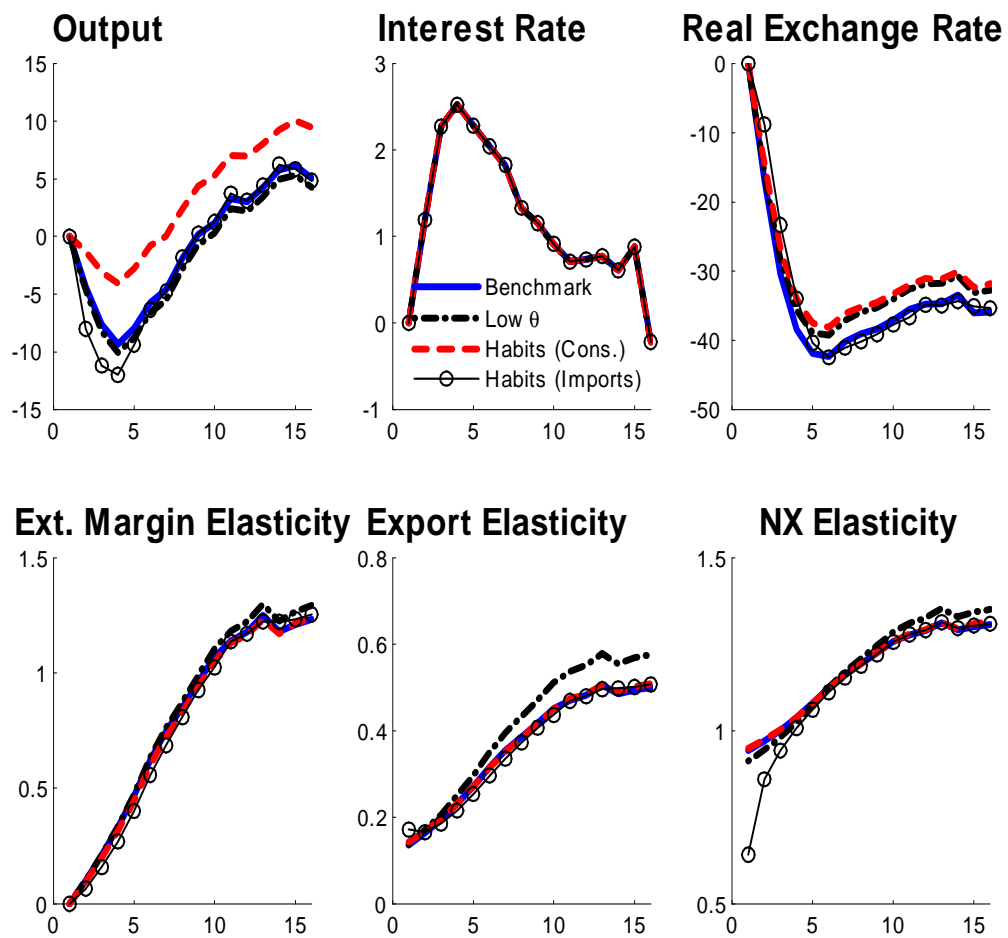 Output
Interest Rate
Real Exchange Rate
15
10
5
0
-5
-10
-15
0 5 10 15
3
2
1
0
-1
0 5 10 15
Benchmark
Low θ
Habits (Cons.)
Habits (Imports)
0
-10
-20
-30
-40
-50
0 5 10 15
Ext. Margin Elasticity
Export Elasticity
NX Elasticity
1.5
1
0.5
0
0 5 10 15
0.8
0.6
0.4
0.2
0
0 5 10 15
1.5
1
0.5
0 5 10 15